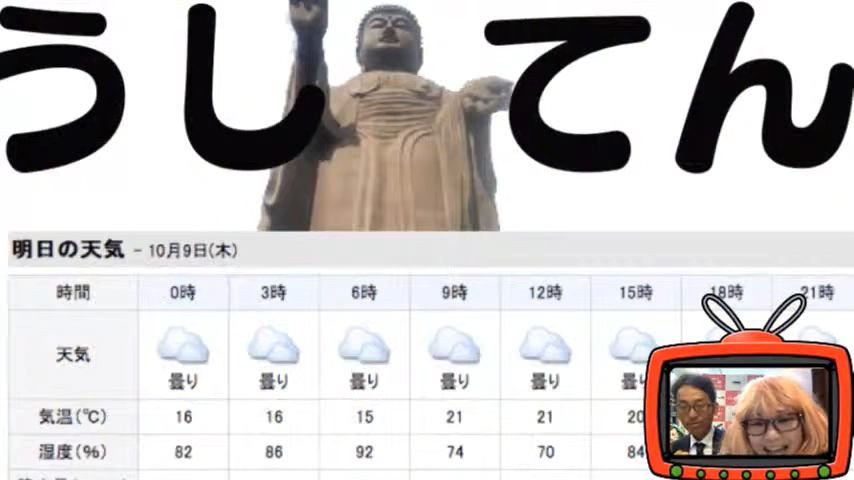 うしてん
明日の天気 - 10月9日(木)
時間 0時 3時 6時 9時 12時 15時 18時 21時
天気 曇り 曇り 曇り 曇り 曇り
気温(℃) 16 16 15 21 21 20
湿度(%) 82 86 92 74 70 84